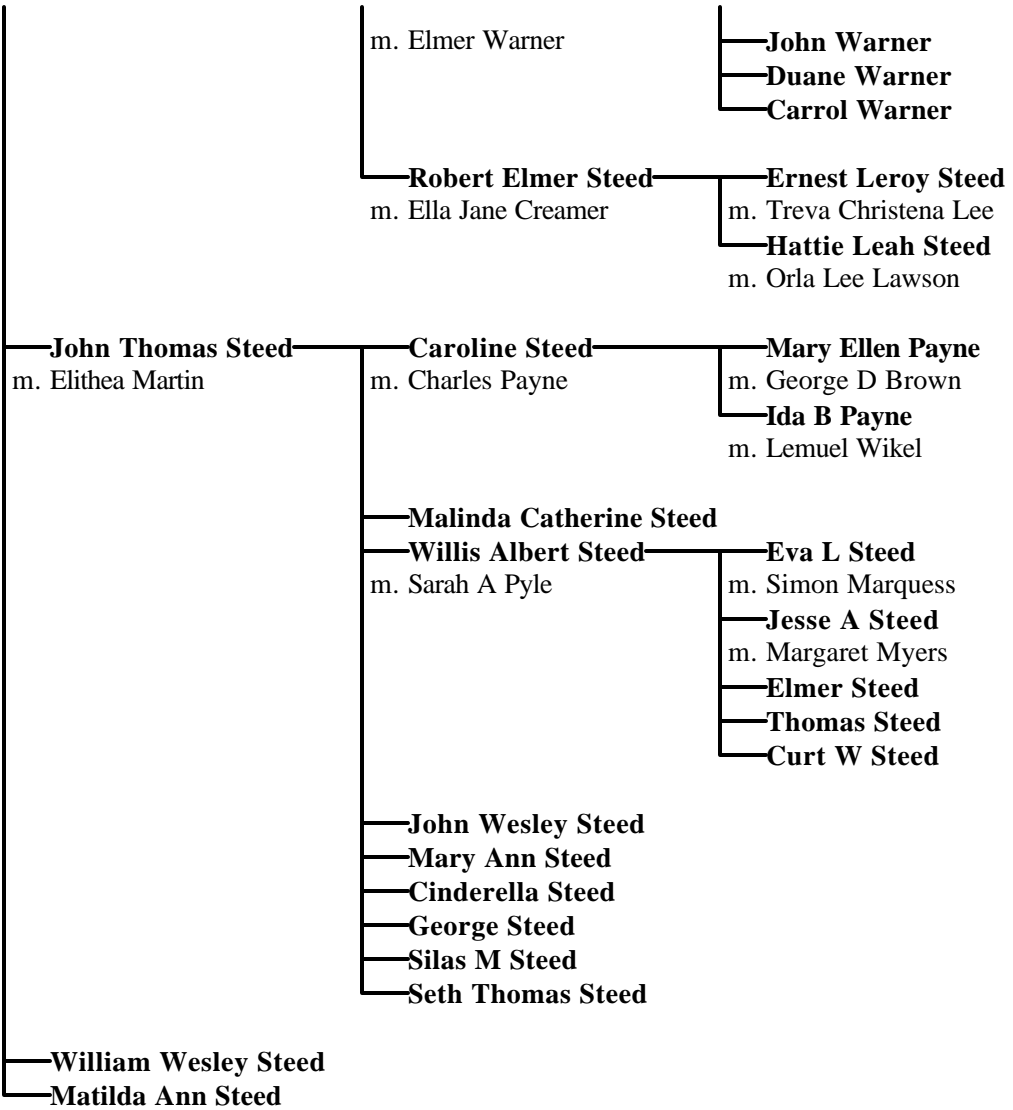 m. Elmer Warner John Warner
Duane Warner
Carrol Warner
Robert Elmer Steed Ernest Leroy Steed
m. Ella Jane Creamer m. Treva Christena Lee
Hattie Leah Steed
m. Orla Lee Lawson
John Thomas Steed Caroline Steed Mary Ellen Payne
m. Elithea Martin m. Charles Payne m. George D Brown
Ida B Payne
m. Lemuel Wikel
Malinda Catherine Steed
Willis Albert Steed Eva L Steed
m. Sarah A Pyle m. Simon Marquess
Jesse A Steed
m. Margaret Myers
Elmer Steed
Thomas Steed
Curt W Steed
John Wesley Steed
Mary Ann Steed
Cinderella Steed
George Steed
Silas M Steed
Seth Thomas Steed
William Wesley Steed
Matilda Ann Steed